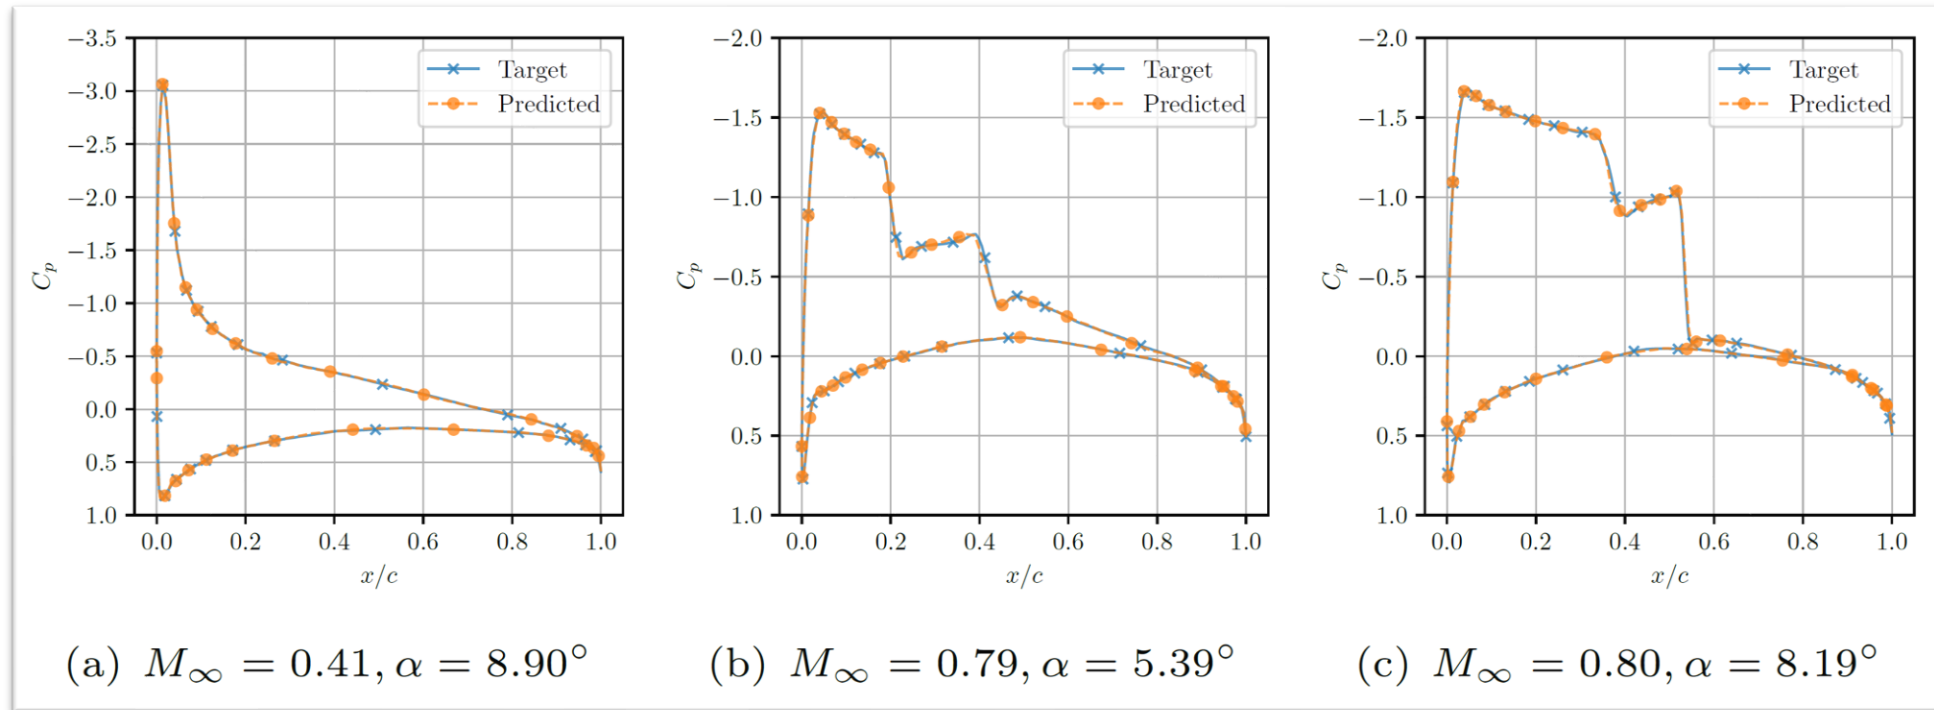 −3.5
−3.0
−2.5
−2.0
−1.5
−1.0
−0.5
0.0
0.5
1.0
C_p
Target
Predicted
0.0 0.2 0.4 0.6 0.8 1.0
x/c
(a) M_∞ = 0.41, α = 8.90°
−2.0
−1.5
−1.0
−0.5
0.0
0.5
1.0
C_p
Target
Predicted
0.0 0.2 0.4 0.6 0.8 1.0
x/c
(b) M_∞ = 0.79, α = 5.39°
−2.0
−1.5
−1.0
−0.5
0.0
0.5
1.0
C_p
Target
Predicted
0.0 0.2 0.4 0.6 0.8 1.0
x/c
(c) M_∞ = 0.80, α = 8.19°